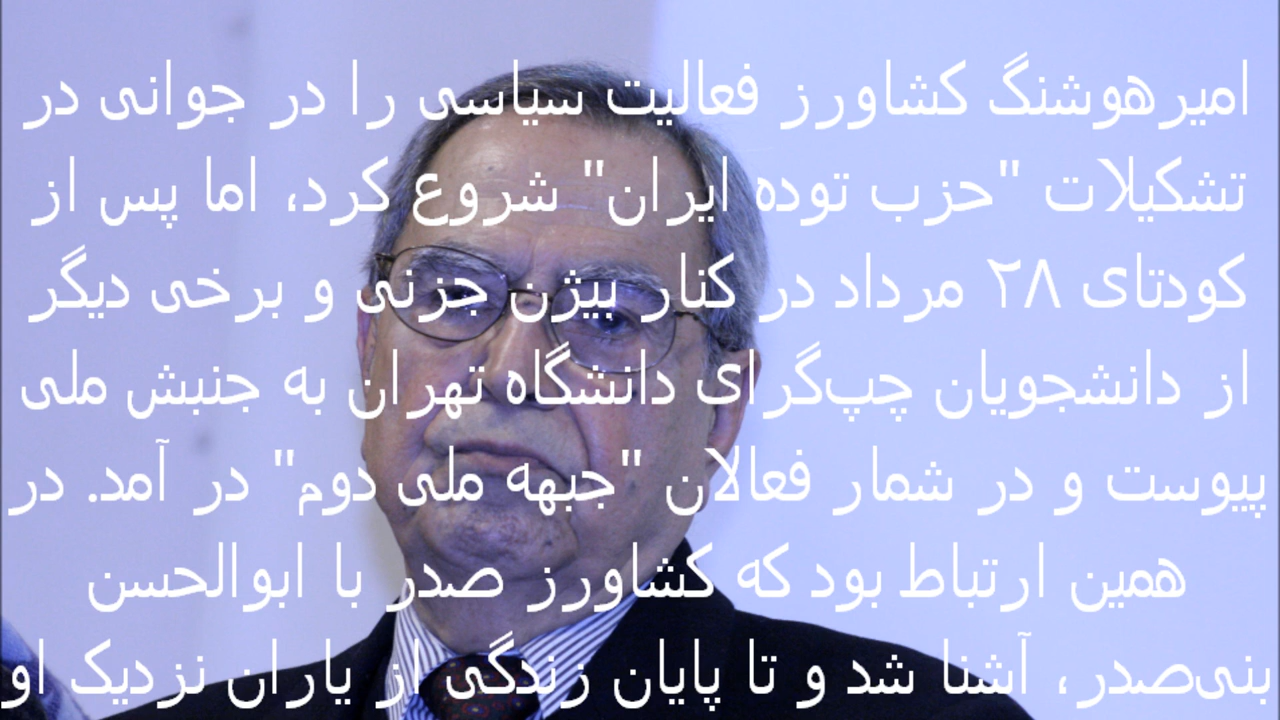 امیرهوشنگ کشاورز فعالیت سیاسی را در جوانی در
تشکیلات "حزب توده ایران" شروع کرد، اما پس از
کودتای ۲۸ مرداد در کنار بیژن جزنی و برخی دیگر
از دانشجویان چپ‌گرای دانشگاه تهران به جنبش ملی
پیوست و در شمار فعالان "جبهه ملی دوم" در آمد. در
همین ارتباط بود که کشاورز صدر با ابوالحسن
بنی‌صدر، آشنا شد و تا پایان زندگی از یاران نزدیک او